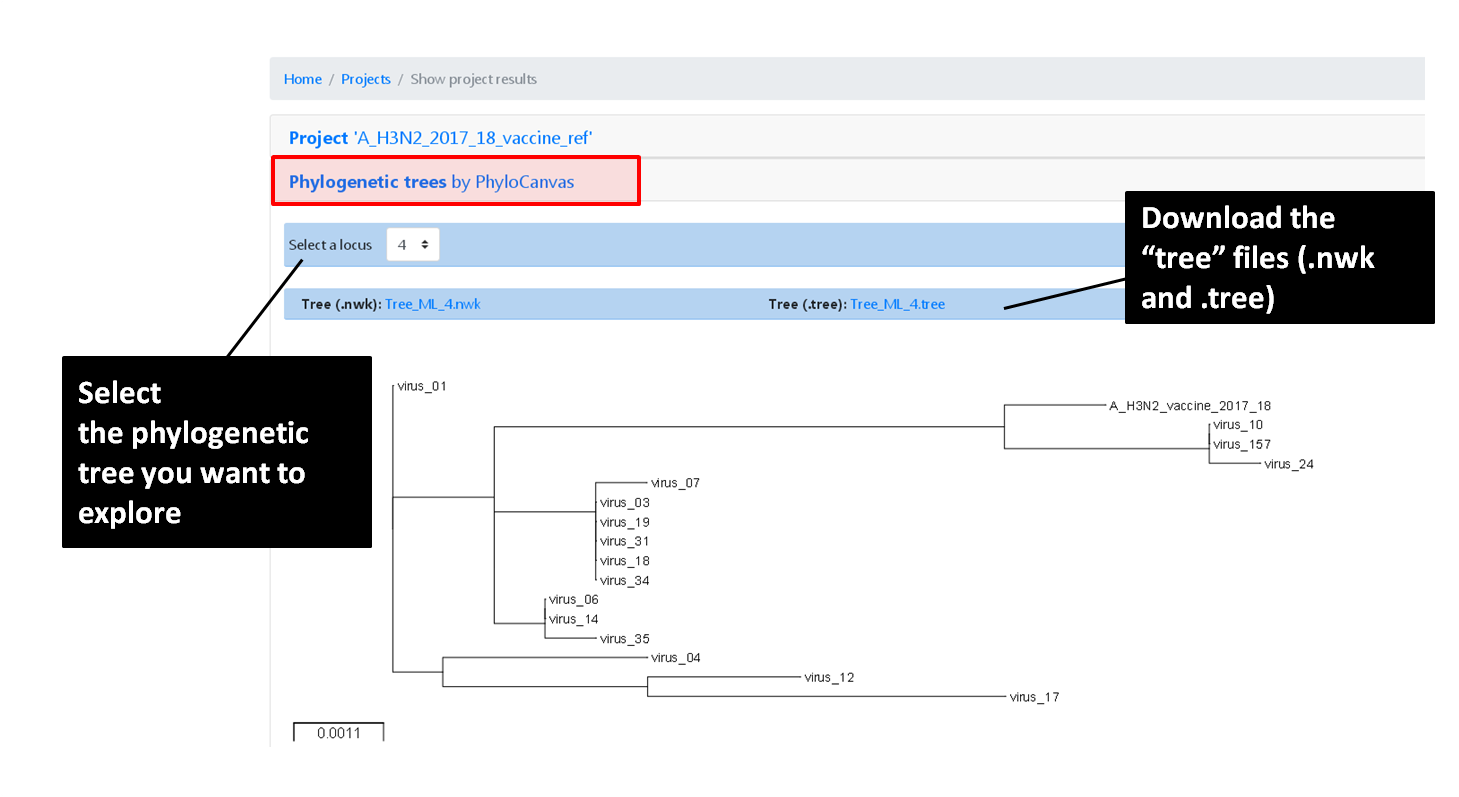 Home / Projects / Show project results
Project 'A_H3N2_2017_18_vaccine_ref'
Phylogenetic trees by PhyloCanvas
Select a locus 4
Download the
“tree” files (.nwk
and .tree)
Tree (.nwk): Tree_ML_4.nwk
Tree (.tree): Tree_ML_4.tree
Select
the phylogenetic
tree you want to
explore
virus_01
A_H3N2_vaccine_2017_18
virus_10
virus_157
virus_24
virus_07
virus_03
virus_19
virus_31
virus_18
virus_34
virus_06
virus_14
virus_35
virus_04
virus_12
virus_17
0.0011